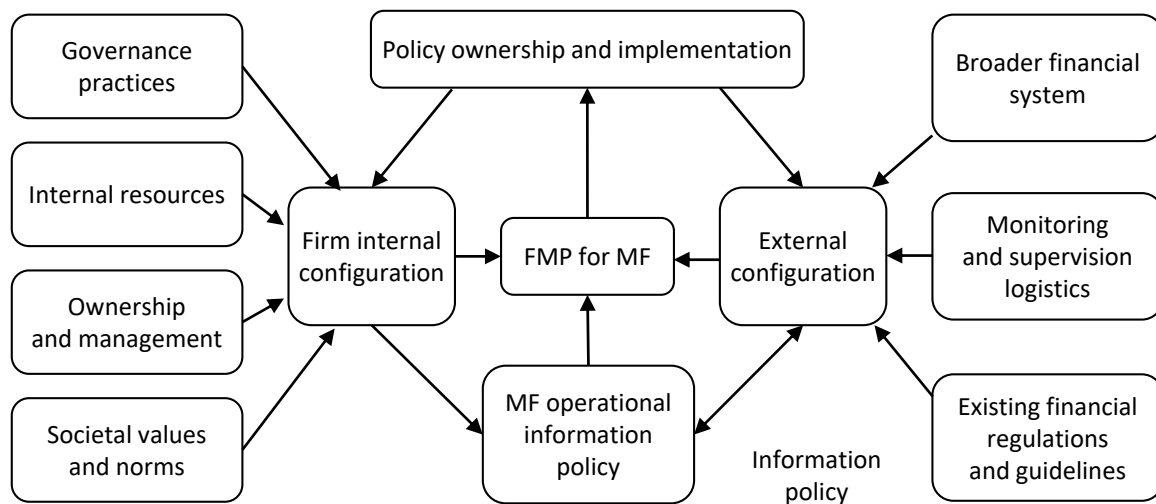 Governance
practices
Policy ownership and implementation
Broader financial
system
Internal resources
Firm internal
configuration
FMP for MF
External
configuration
Monitoring
and supervision
logistics
Ownership
and management
MF operational
information
policy
Societal values
and norms
Information
policy
Existing financial
regulations
and guidelines